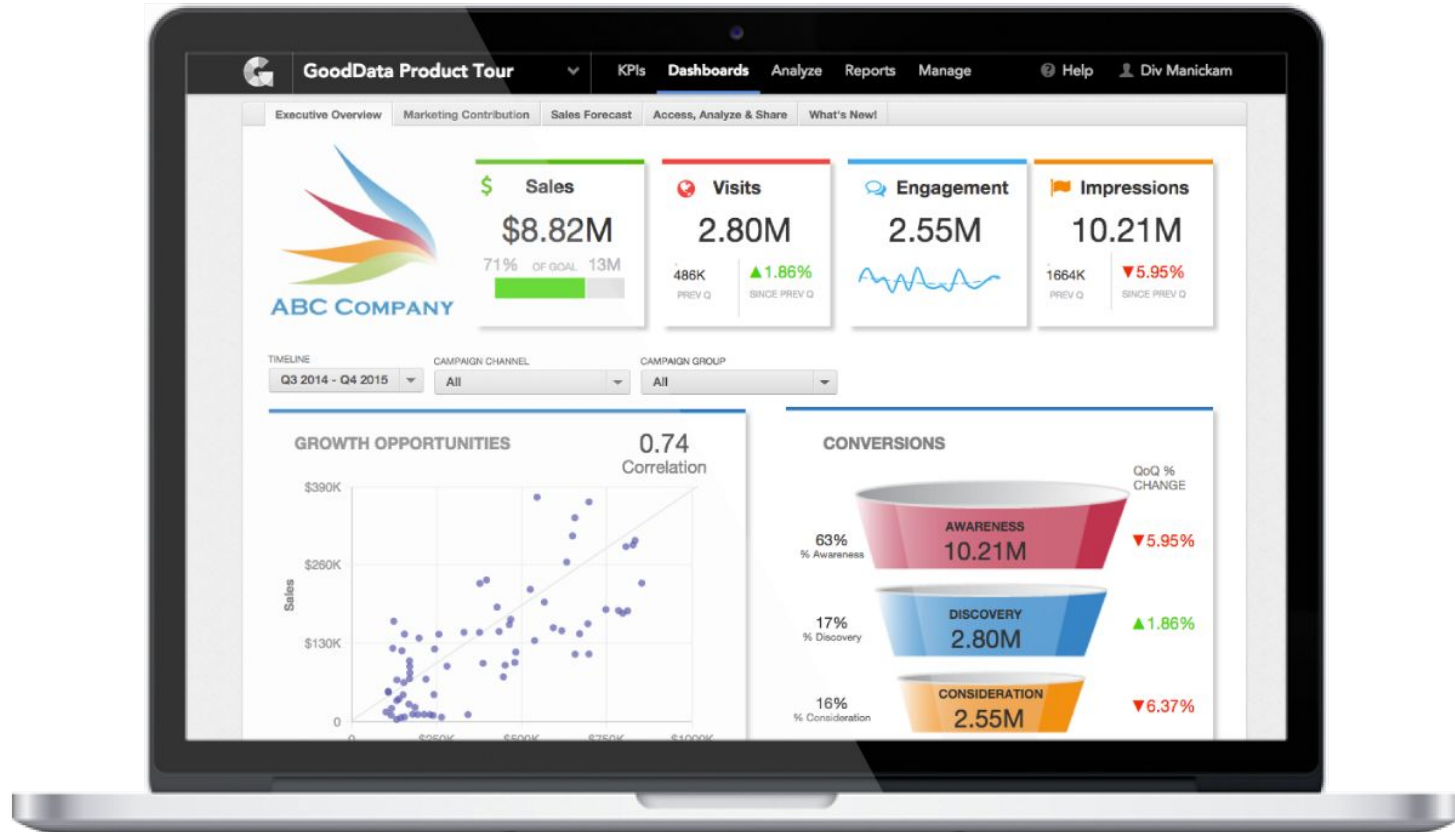 GoodData Product Tour
KPIs Dashboards Analyze Reports Manage
Help Div Manickam
Executive Overview Marketing Contribution Sales Forecast Access, Analyze & Share What's New!
ABC COMPANY
$ Sales
$8.82M
71% OF GOAL 13M
Visits
2.80M
486K ▲1.86%
PREV Q SINCE PREV Q
Engagement
2.55M
Impressions
10.21M
1664K ▼5.95%
PREV Q SINCE PREV Q
TIMELINE
Q3 2014 - Q4 2015
CAMPAIGN CHANNEL
All
CAMPAIGN GROUP
All
GROWTH OPPORTUNITIES
0.74
Correlation
$390K
$260K
$130K
0
Sales
0 $250K $500K $750K $1000K
CONVERSIONS
QoQ %
CHANGE
63%
% Awareness
AWARENESS
10.21M
▼5.95%
17%
% Discovery
DISCOVERY
2.80M
▲1.86%
16%
% Consideration
CONSIDERATION
2.55M
▼6.37%